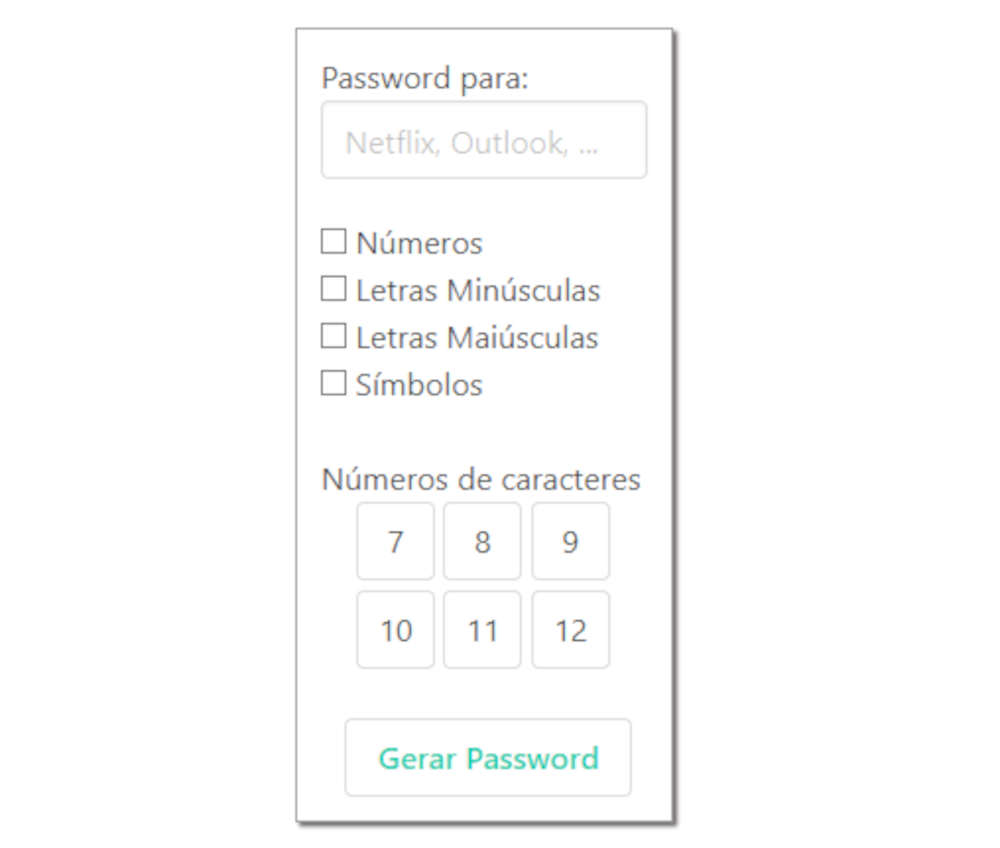 Password para:
Netflix, Outlook, ...
Números
Letras Minúsculas
Letras Maiúsculas
Símbolos
Números de caracteres
7 8 9
10 11 12
Gerar Password